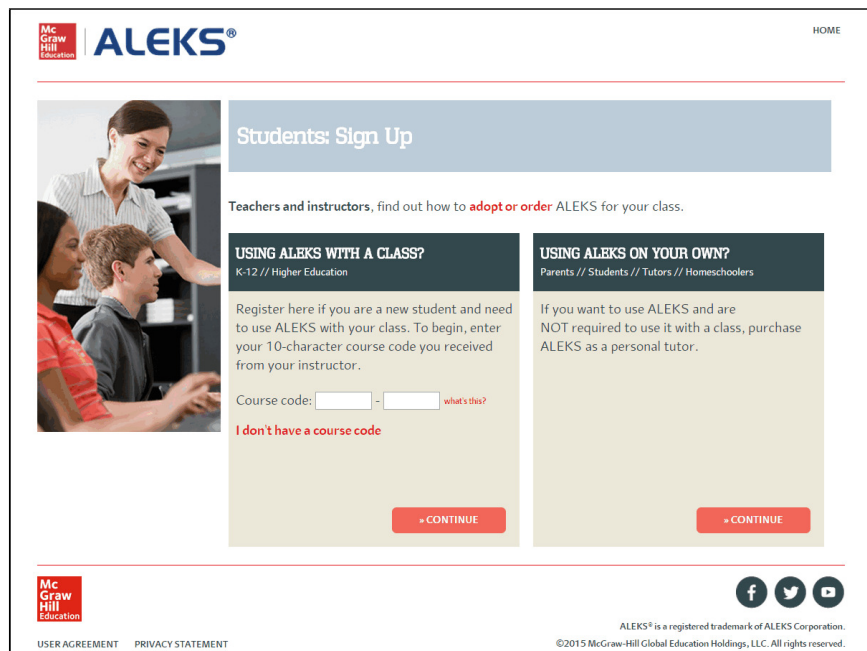 Mc
Graw
Hill
Education
ALEKS®
HOME
Students: Sign Up
Teachers and instructors, find out how to adopt or order ALEKS for your class.
USING ALEKS WITH A CLASS?
K-12 // Higher Education
Register here if you are a new student and need
to use ALEKS with your class. To begin, enter
your 10-character course code you received
from your instructor.
Course code: - what's this?
I don't have a course code
» CONTINUE
USING ALEKS ON YOUR OWN?
Parents // Students // Tutors // Homeschoolers
If you want to use ALEKS and are
NOT required to use it with a class, purchase
ALEKS as a personal tutor.
» CONTINUE
Mc
Graw
Hill
Education
USER AGREEMENT PRIVACY STATEMENT
ALEKS® is a registered trademark of ALEKS Corporation.
©2015 McGraw-Hill Global Education Holdings, LLC. All rights reserved.